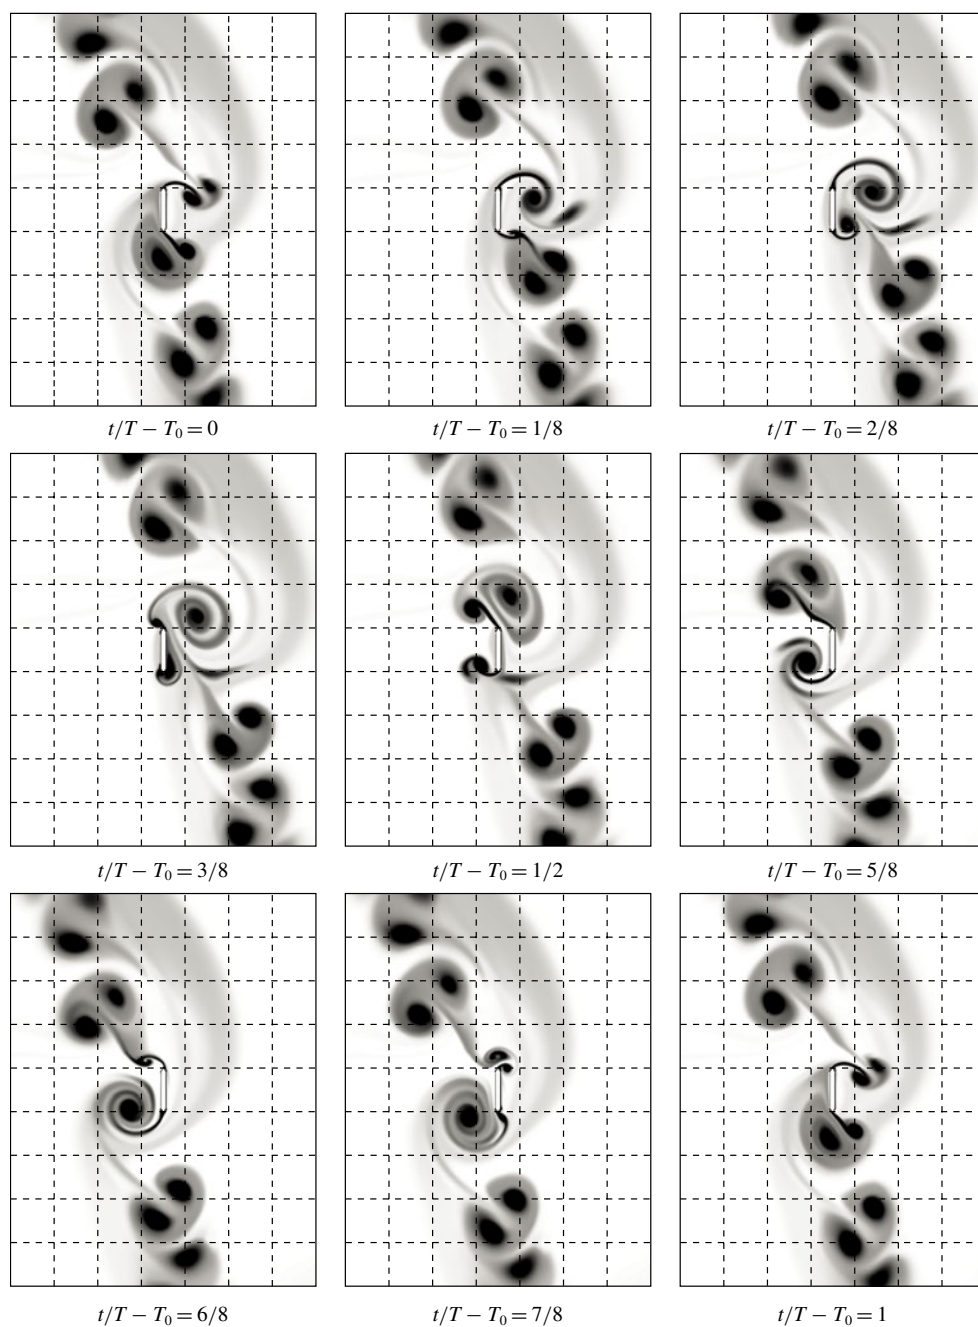 t/T − T₀ = 0 t/T − T₀ = 1/8 t/T − T₀ = 2/8
t/T − T₀ = 3/8 t/T − T₀ = 1/2 t/T − T₀ = 5/8
t/T − T₀ = 6/8 t/T − T₀ = 7/8 t/T − T₀ = 1